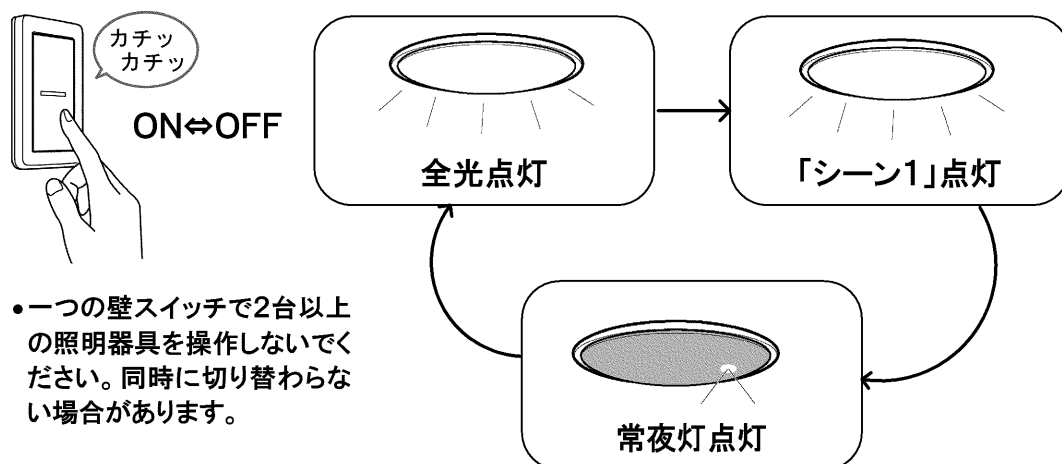 カチッ
カチッ
ON⇔OFF
全光点灯
「シーン1」点灯
常夜灯点灯
•一つの壁スイッチで2台以上
の照明器具を操作しないでく
ださい。同時に切り替わらな
い場合があります。